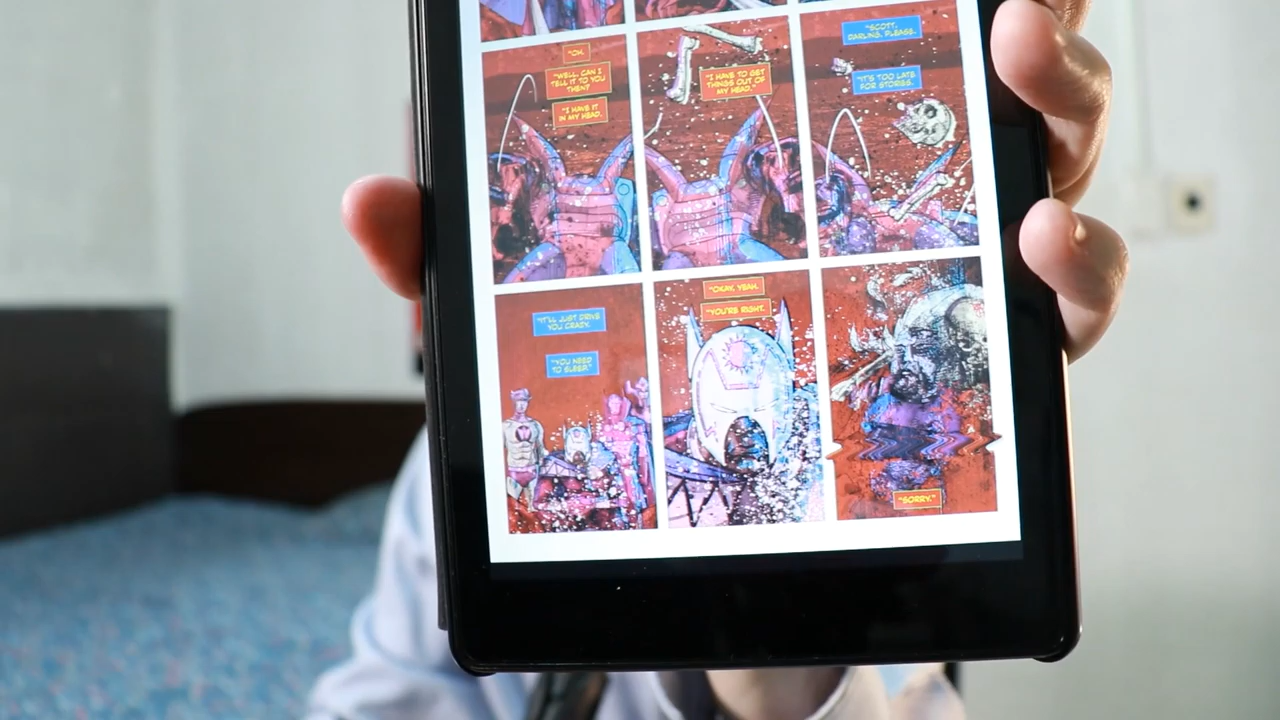 "OH.
"WELL, CAN I
TELL IT TO YOU
THEN?
"I HAVE IT
IN MY HEAD.
"I HAVE TO GET
THINGS OUT OF
MY HEAD."
"SCOTT,
DARLING, PLEASE.
"IT'S TOO LATE
FOR STORIES.
"IT'LL JUST DRIVE
YOU CRAZY.
"YOU NEED
TO SLEEP."
"OKAY, YEAH.
"YOU'RE RIGHT.
"SORRY."